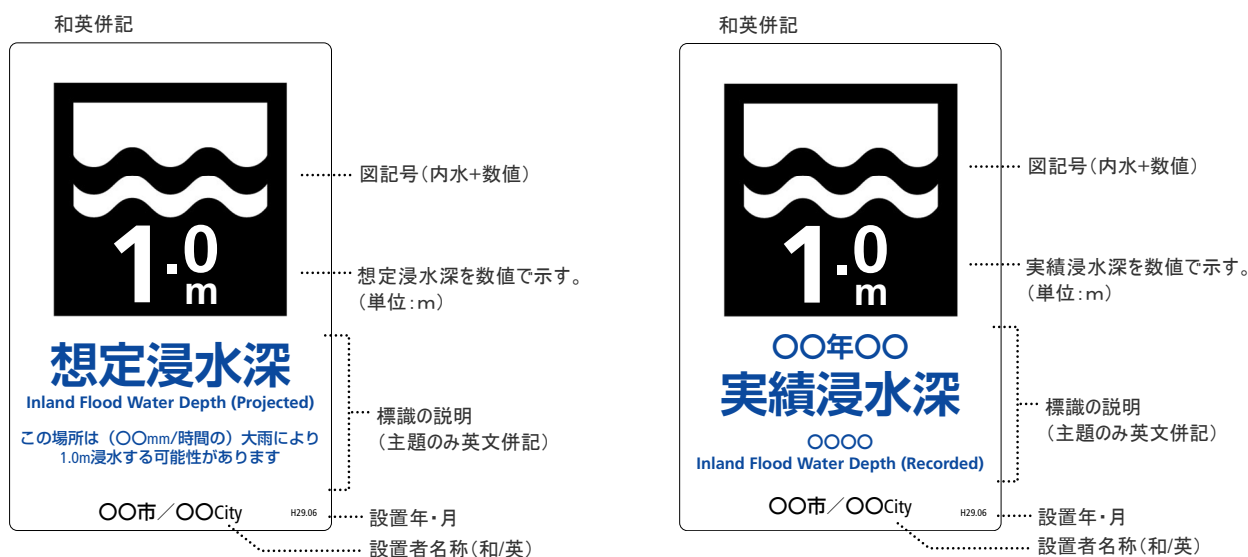 和英併記
1.0
m
想定浸水深
Inland Flood Water Depth (Projected)
この場所は（〇〇mm/時間の）大雨により
1.0m浸水する可能性があります
〇〇市／〇〇City
H29.06
図記号（内水+数値）
想定浸水深を数値で示す。
（単位：ｍ）
標識の説明
（主題のみ英文併記）
設置年・月
設置者名称（和/英）
和英併記
1.0
m
〇〇年〇〇
実績浸水深
〇〇〇〇
Inland Flood Water Depth (Recorded)
〇〇市／〇〇City
H29.06
図記号（内水+数値）
実績浸水深を数値で示す。
（単位：ｍ）
標識の説明
（主題のみ英文併記）
設置年・月
設置者名称（和/英）